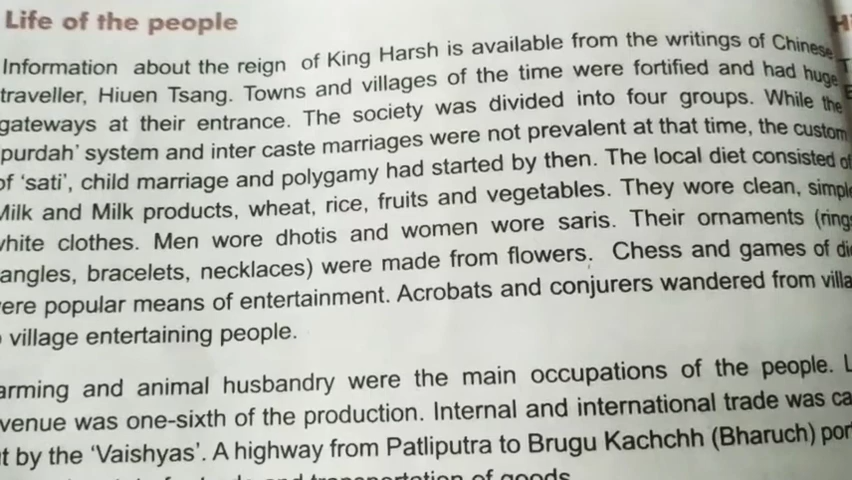 Life of the people
Information about the reign of King Harsh is available from the writings of Chinese
traveller, Hiuen Tsang. Towns and villages of the time were fortified and had huge
gateways at their entrance. The society was divided into four groups. While the
purdah' system and inter caste marriages were not prevalent at that time, the custom
of 'sati', child marriage and polygamy had started by then. The local diet consisted of
Milk and Milk products, wheat, rice, fruits and vegetables. They wore clean, simple
white clothes. Men wore dhotis and women wore saris. Their ornaments (rings
angles, bracelets, necklaces) were made from flowers. Chess and games of di
ere popular means of entertainment. Acrobats and conjurers wandered from villa
village entertaining people.
arming and animal husbandry were the main occupations of the people. L
venue was one-sixth of the production. Internal and international trade was ca
t by the 'Vaishyas'. A highway from Patliputra to Brugu Kachchh (Bharuch) port
transportation of goods